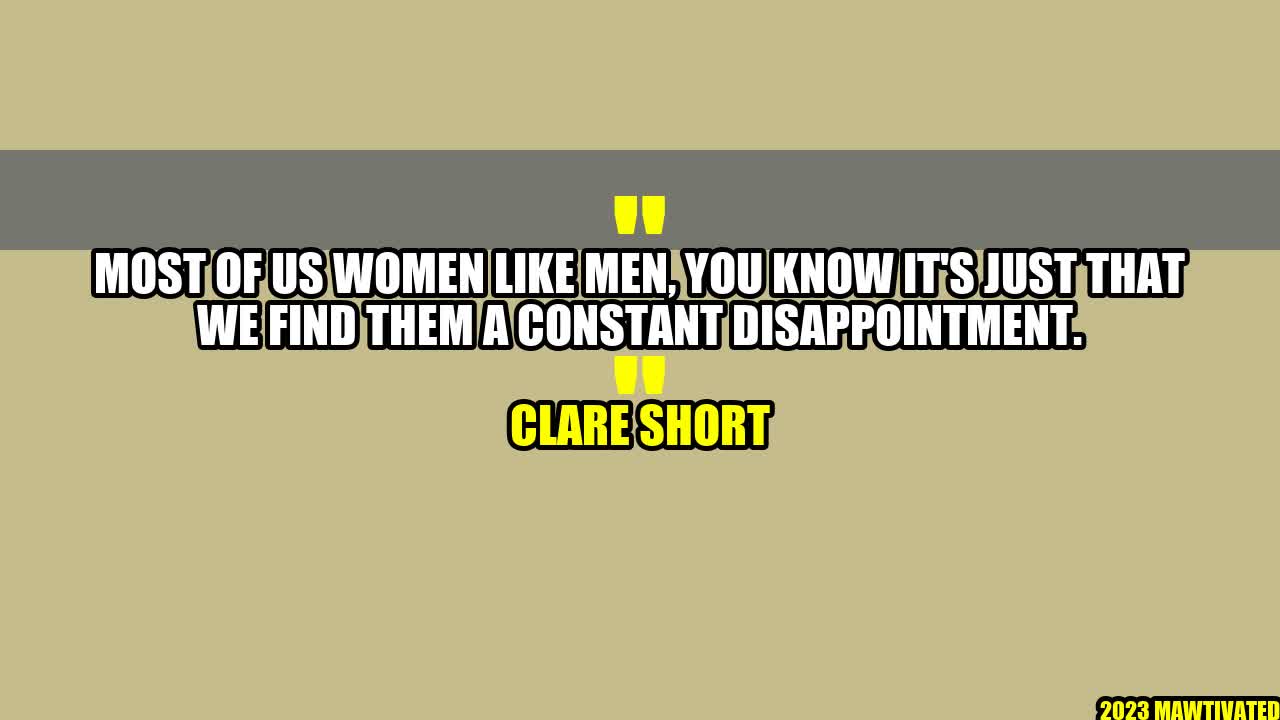 "
MOST OF US WOMEN LIKE MEN, YOU KNOW IT'S JUST THAT
WE FIND THEM A CONSTANT DISAPPOINTMENT.
"
CLARE SHORT
2023 MAWTIVATED